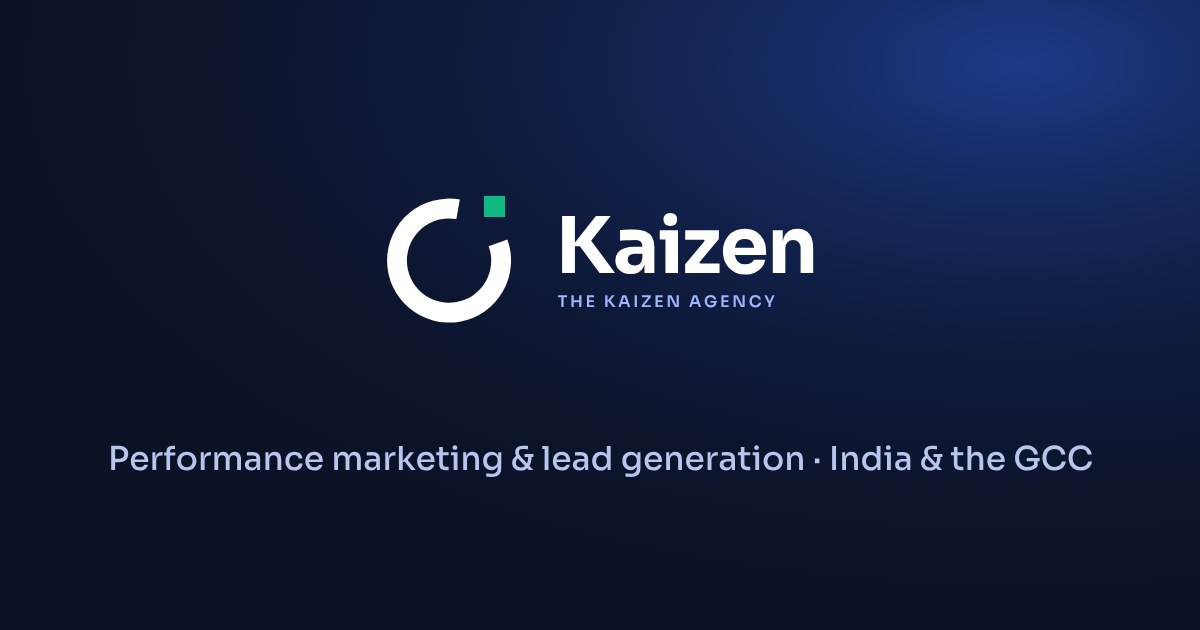 Kaizen
THE KAIZEN AGENCY
Performance marketing & lead generation · India & the GCC